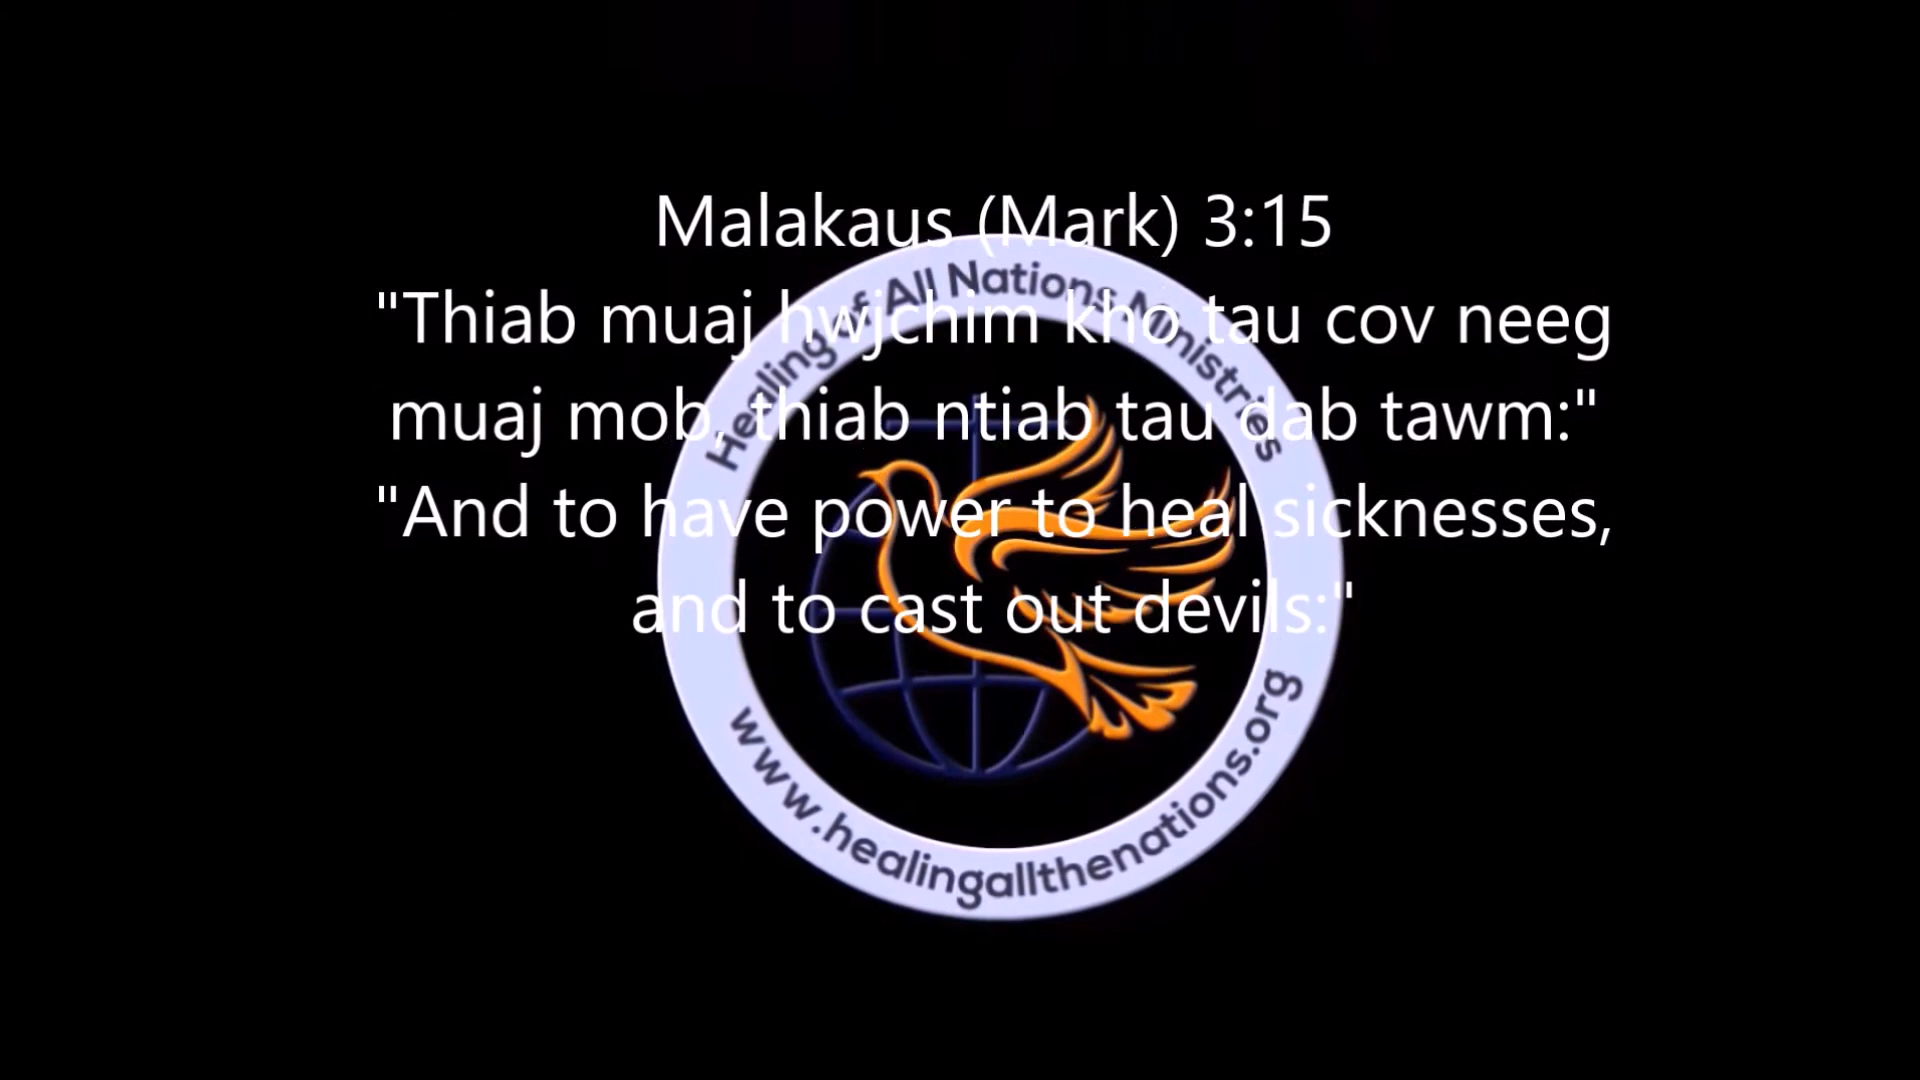 Malakaus (Mark) 3:15
"Thiab muaj hwjchim kho tau cov neeg
muaj mob, thiab ntiab tau dab tawm:"
"And to have power to heal sicknesses,
and to cast out devils:"
Healing of All Nations Ministries
www.healingallthenations.org